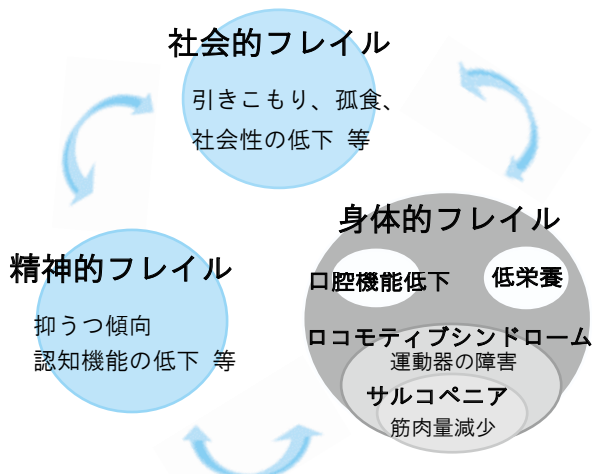 社会的フレイル
引きこもり、孤食、
社会性の低下 等
精神的フレイル
抑うつ傾向
認知機能の低下 等
身体的フレイル
口腔機能低下
低栄養
ロコモティブシンドローム
運動器の障害
サルコペニア
筋肉量減少